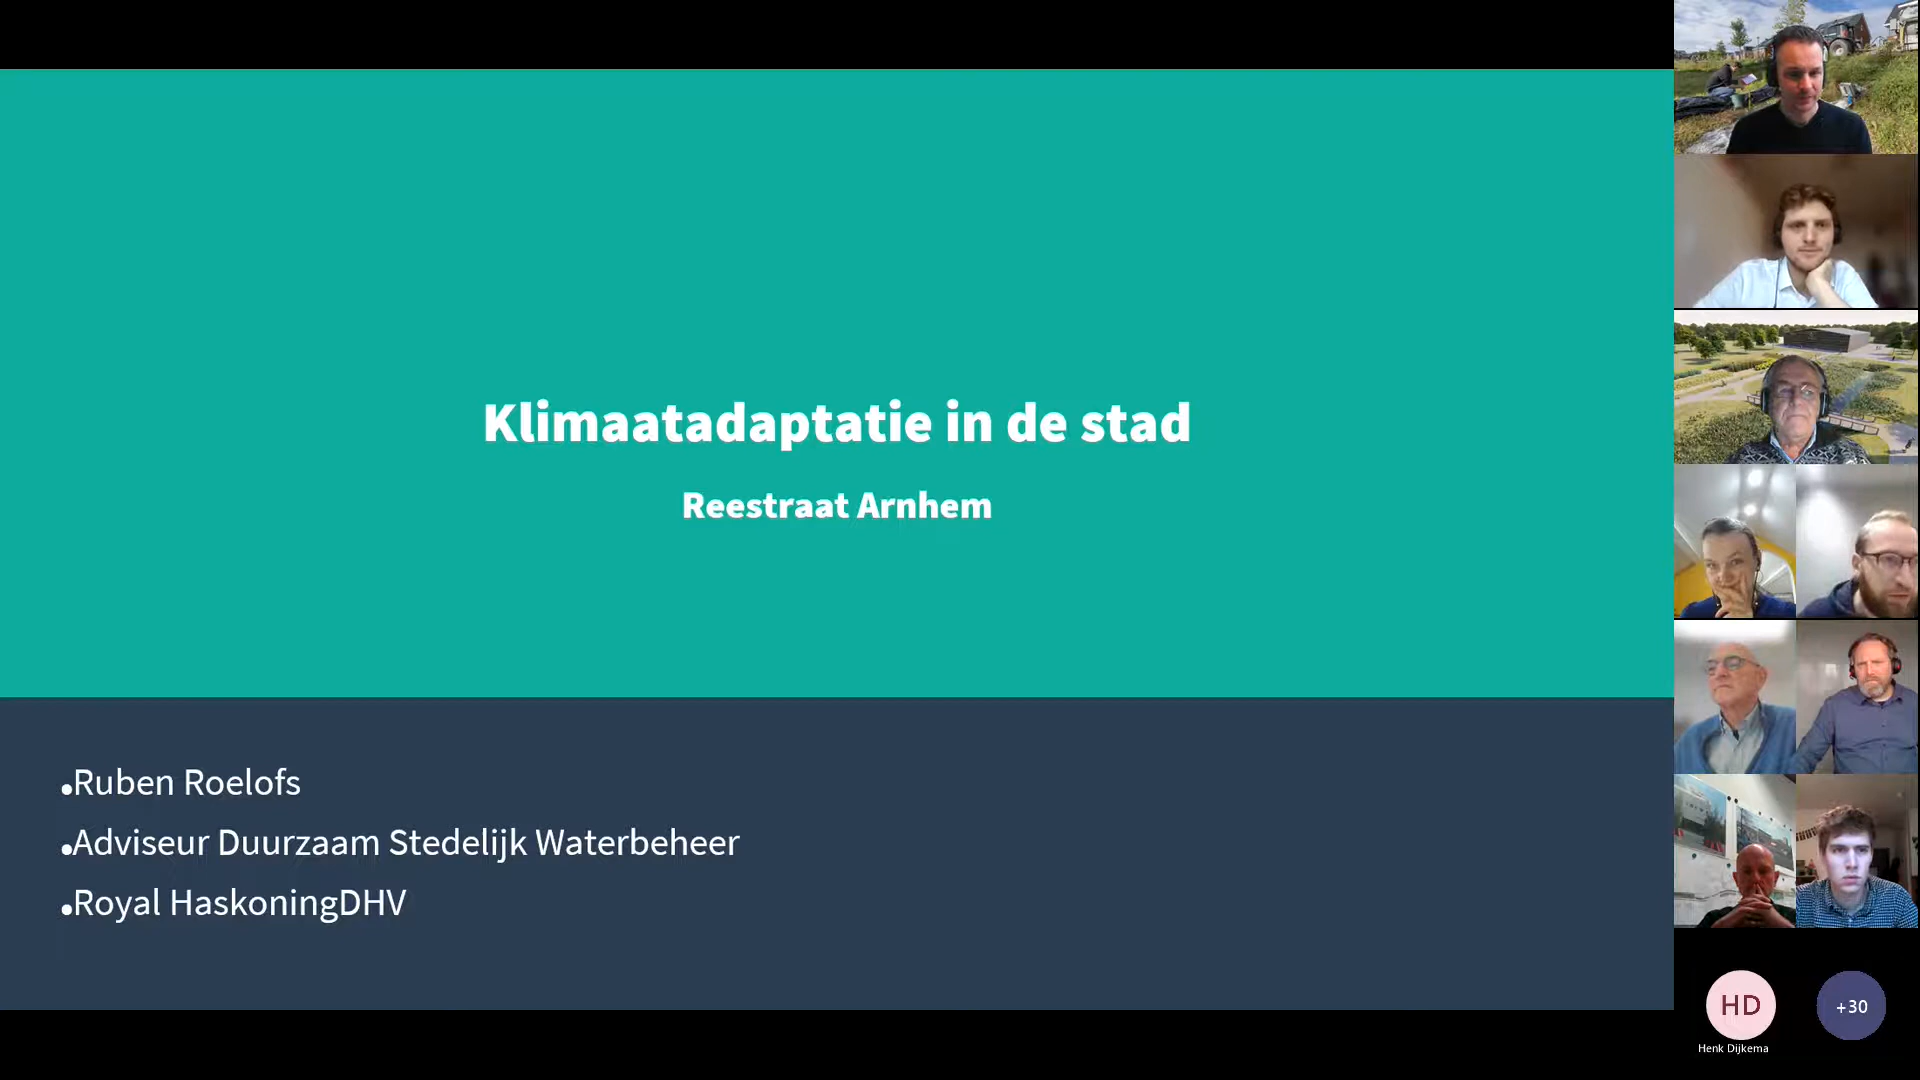 Klimaatadaptatie in de stad
Reestraat Arnhem
•Ruben Roelofs
•Adviseur Duurzaam Stedelijk Waterbeheer
•Royal HaskoningDHV
HD
+30
Henk Dijkema